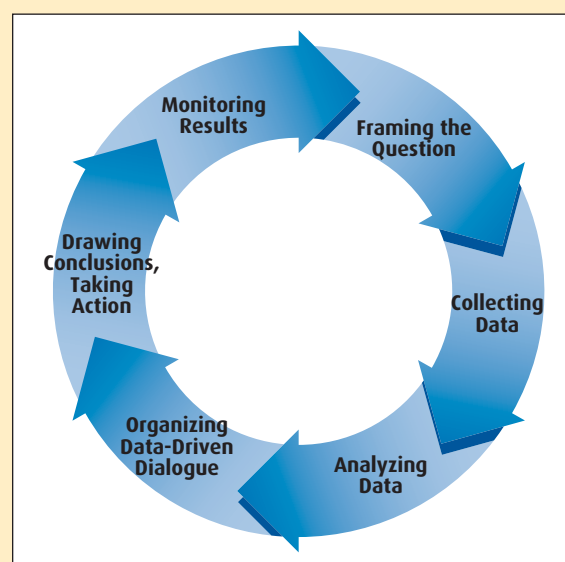 Monitoring
Results
Framing the
Question
Collecting
Data
Analyzing
Data
Organizing
Data-Driven
Dialogue
Drawing
Conclusions,
Taking
Action